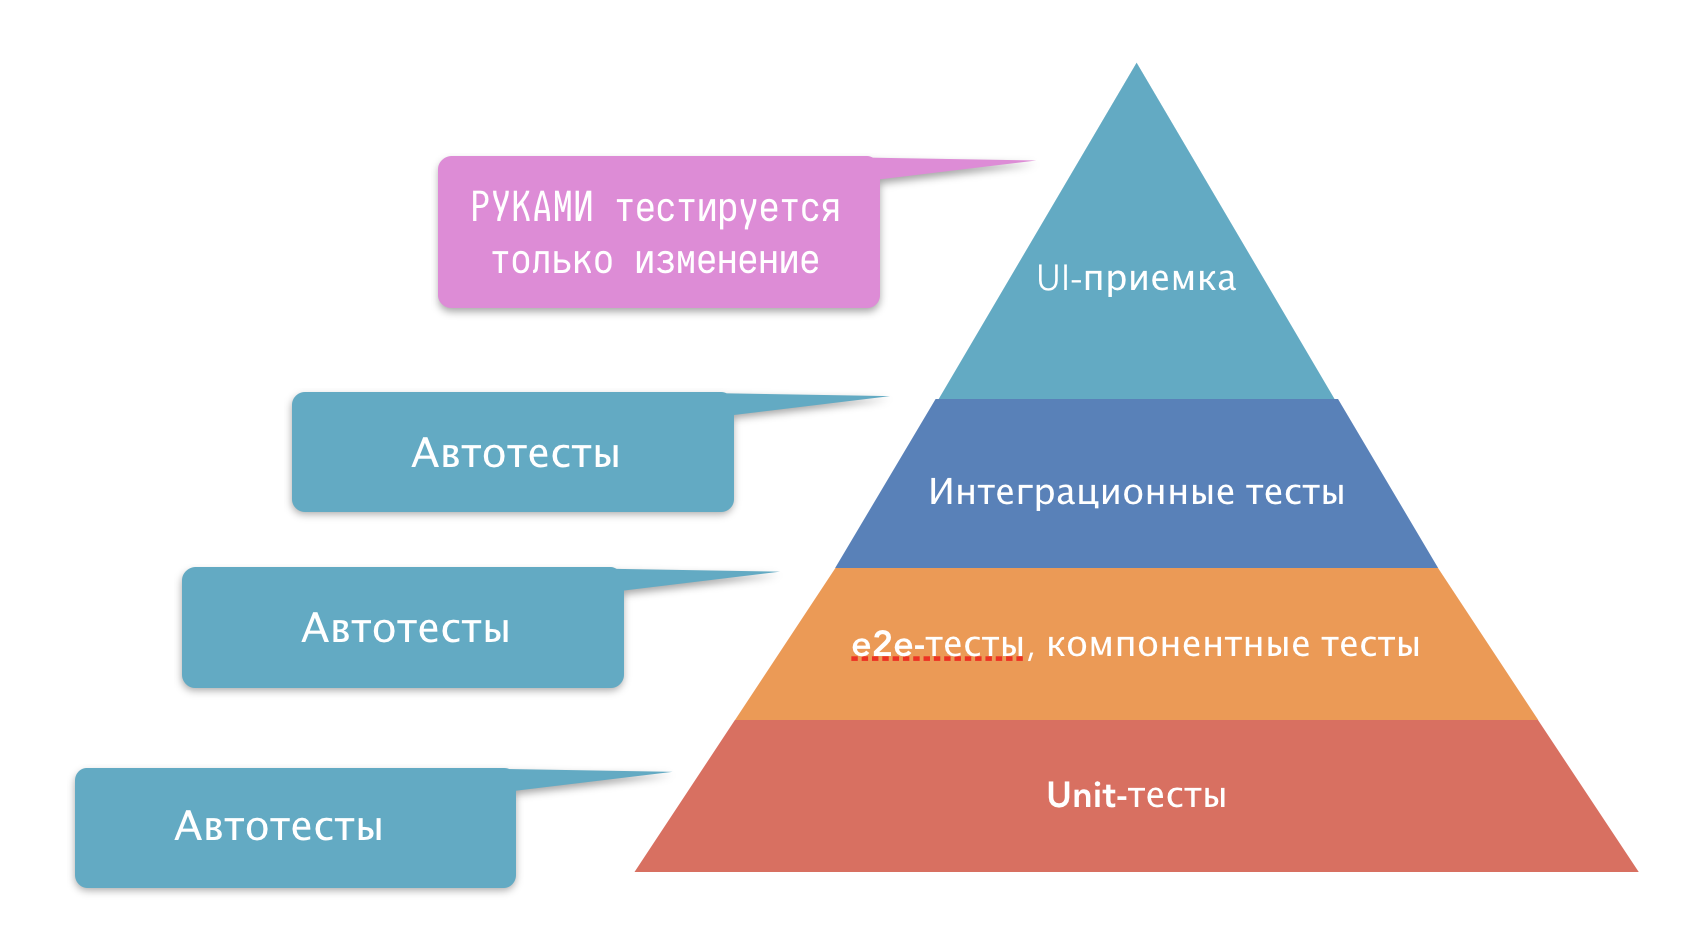 РУКАМИ тестируется
только изменение
UI-приемка
Автотесты
Интеграционные тесты
Автотесты
e2e-тесты, компонентные тесты
Автотесты
Unit-тесты